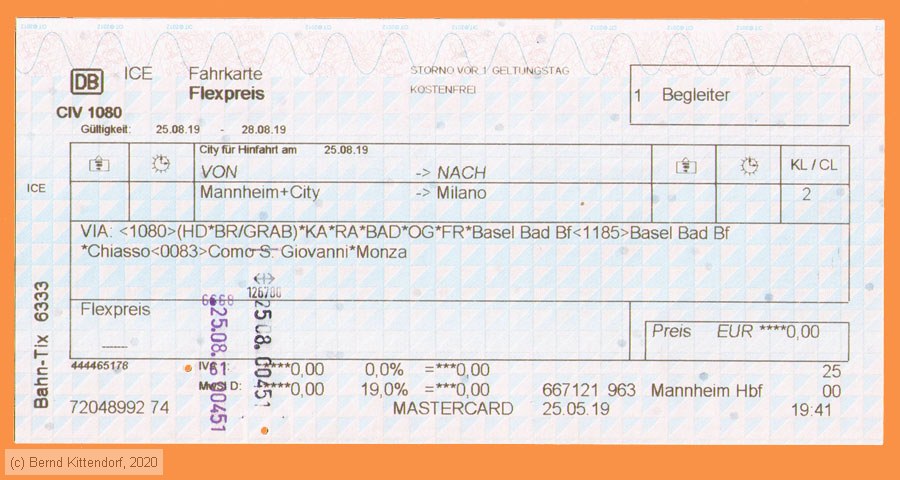 DB ICE Fahrkarte STORNO VOR 1. GELTUNGSTAG
Flexpreis KOSTENFREI 1 Begleiter
CIV 1080
Gültigkeit: 25.08.19 - 28.08.19
City für Hinfahrt am 25.08.19
VON -> NACH KL / CL
ICE Mannheim+City -> Milano 2
VIA: <1080>(HD*BR/GRAB)*KA*RA*BAD*OG*FR*Basel Bad Bf<1185>Basel Bad Bf
*Chiasso<0083>Como S. Giovanni*Monza
126700
Flexpreis
Preis EUR ****0,00
444465178 ***0,00 0,0% =***0,00 25
D: ****0,00 19,0% =***0,00 667121 963 Mannheim Hbf 00
72048992 74 MASTERCARD 25.05.19 19:41
Bahn-Tix 6333
(c) Bernd Kittendorf, 2020